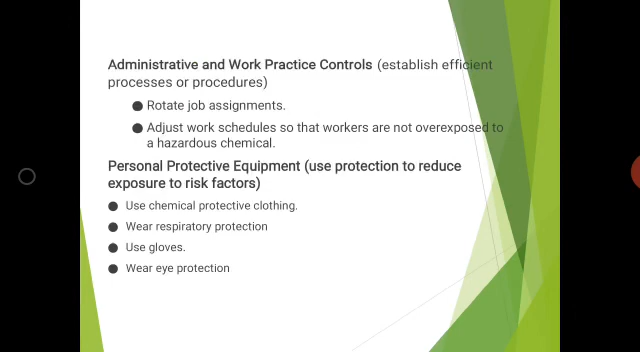 Administrative and Work Practice Controls (establish efficient
processes or procedures)
● Rotate job assignments.
● Adjust work schedules so that workers are not overexposed to
a hazardous chemical.
Personal Protective Equipment (use protection to reduce
exposure to risk factors)
● Use chemical protective clothing.
● Wear respiratory protection
● Use gloves.
● Wear eye protection